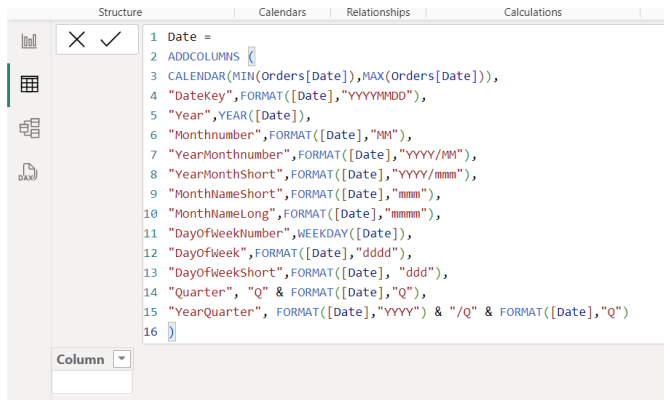 Structure Calendars Relationships Calculations
1 Date =
2 ADDCOLUMNS (
3 CALENDAR(MIN(Orders[Date]),MAX(Orders[Date])),
4 "DateKey",FORMAT([Date],"YYYYMMDD"),
5 "Year",YEAR([Date]),
6 "Monthnumber",FORMAT([Date],"MM"),
7 "YearMonthnumber",FORMAT([Date],"YYYY/MM"),
8 "YearMonthShort",FORMAT([Date],"YYYY/mmm"),
9 "MonthNameShort",FORMAT([Date],"mmm"),
10 "MonthNameLong",FORMAT([Date],"mmmm"),
11 "DayOfWeekNumber",WEEKDAY([Date]),
12 "DayOfWeek",FORMAT([Date],"dddd"),
13 "DayOfWeekShort",FORMAT([Date], "ddd"),
14 "Quarter", "Q" & FORMAT([Date],"Q"),
15 "YearQuarter", FORMAT([Date],"YYYY") & "/Q" & FORMAT([Date],"Q")
16 )
DAX
Column